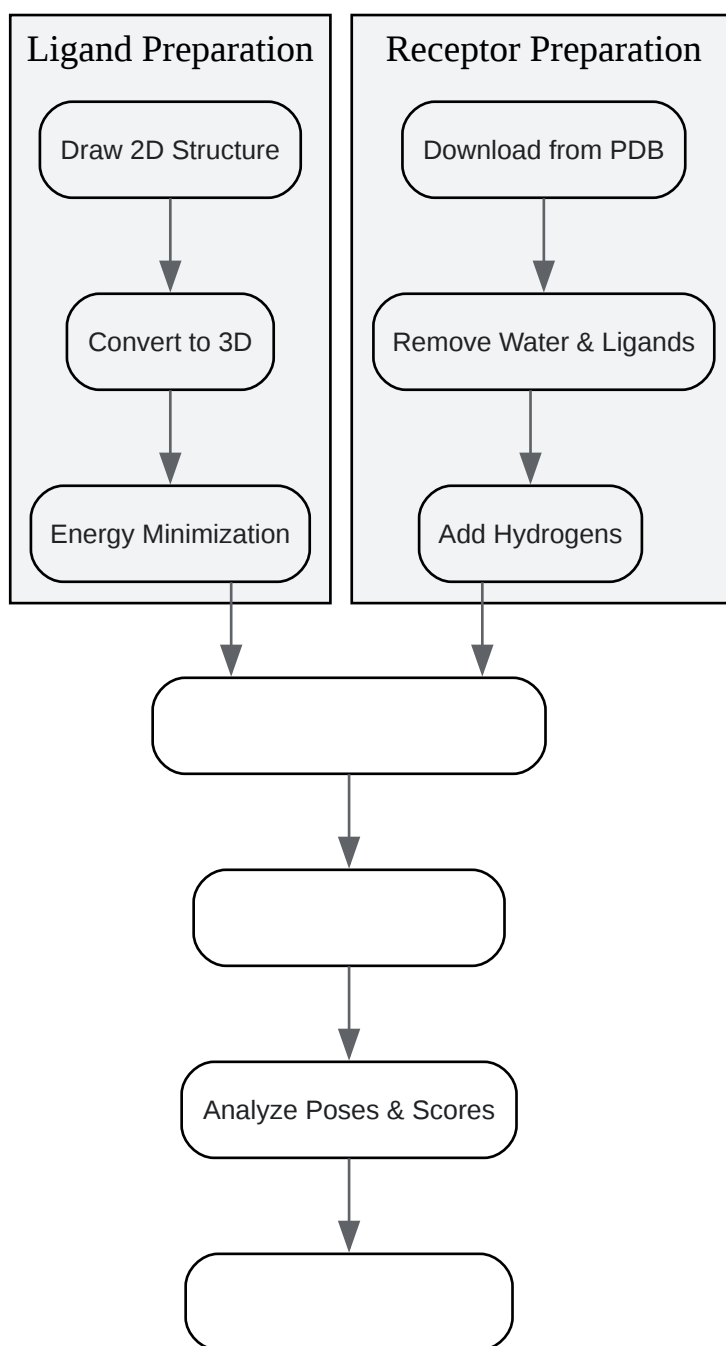 Ligand Preparation
Draw 2D Structure
Convert to 3D
Energy Minimization
Receptor Preparation
Download from PDB
Remove Water & Ligands
Add Hydrogens
Analyze Poses & Scores